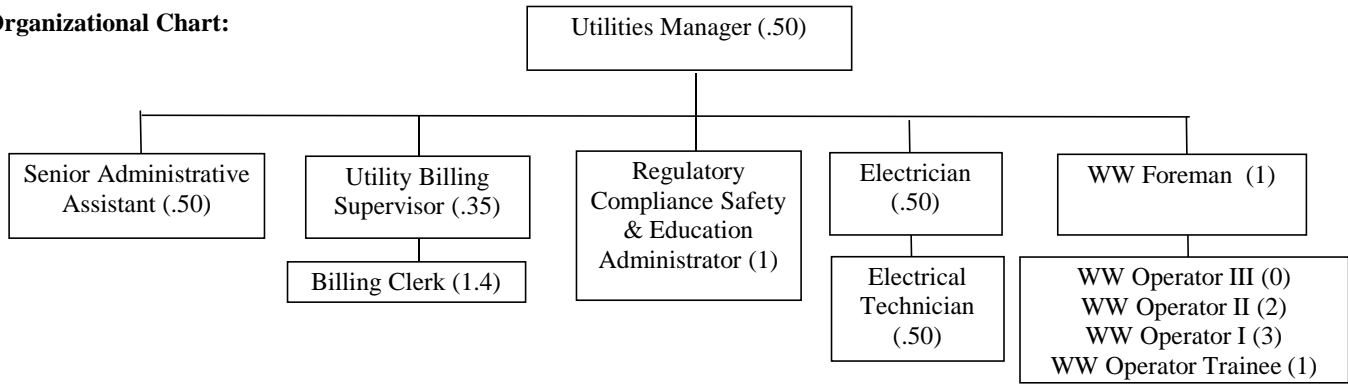 Organizational Chart:
Utilities Manager (.50)
Senior Administrative
Assistant (.50)
Utility Billing
Supervisor (.35)
Billing Clerk (1.4)
Regulatory
Compliance Safety
& Education
Administrator (1)
Electrician
(.50)
Electrical
Technician
(.50)
WW Foreman (1)
WW Operator III (0)
WW Operator II (2)
WW Operator I (3)
WW Operator Trainee (1)